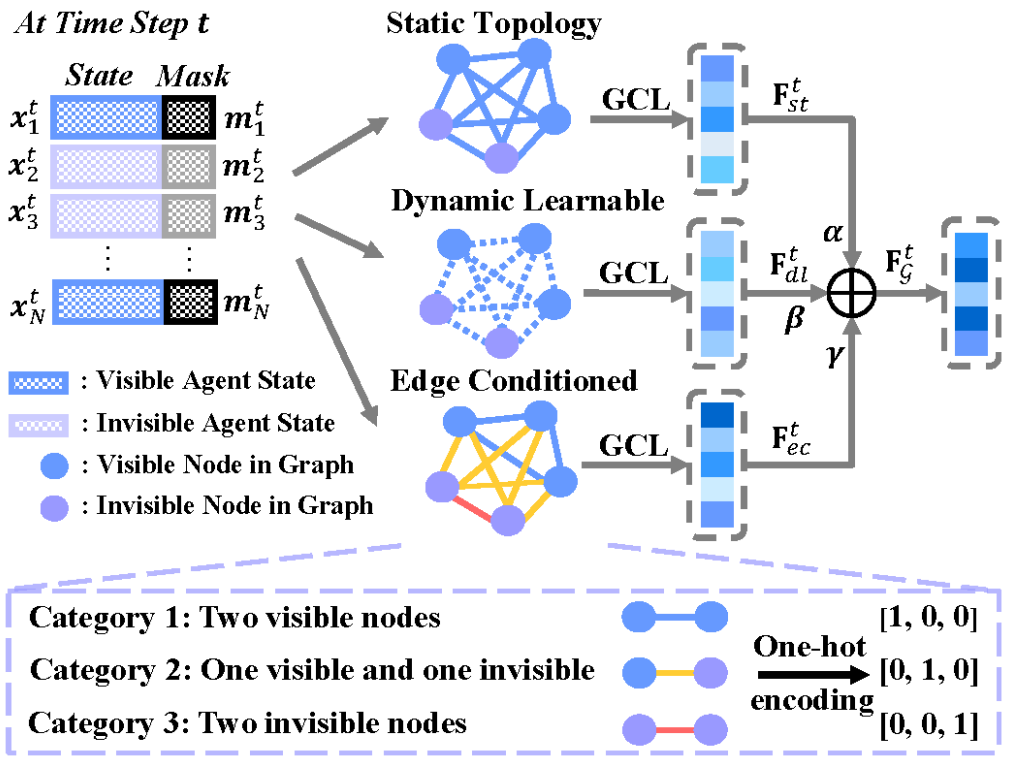 At Time Step t
State Mask
x_1^t m_1^t
x_2^t m_2^t
x_3^t m_3^t
⋮ ⋮
x_N^t m_N^t
: Visible Agent State
: Invisible Agent State
: Visible Node in Graph
: Invisible Node in Graph
Static Topology
GCL
F_st^t
α
Dynamic Learnable
GCL
F_dl^t
β
F_𝒢^t
Edge Conditioned
GCL
F_ec^t
γ
Category 1: Two visible nodes [1, 0, 0]
Category 2: One visible and one invisible [0, 1, 0]
Category 3: Two invisible nodes [0, 0, 1]
One-hot
encoding